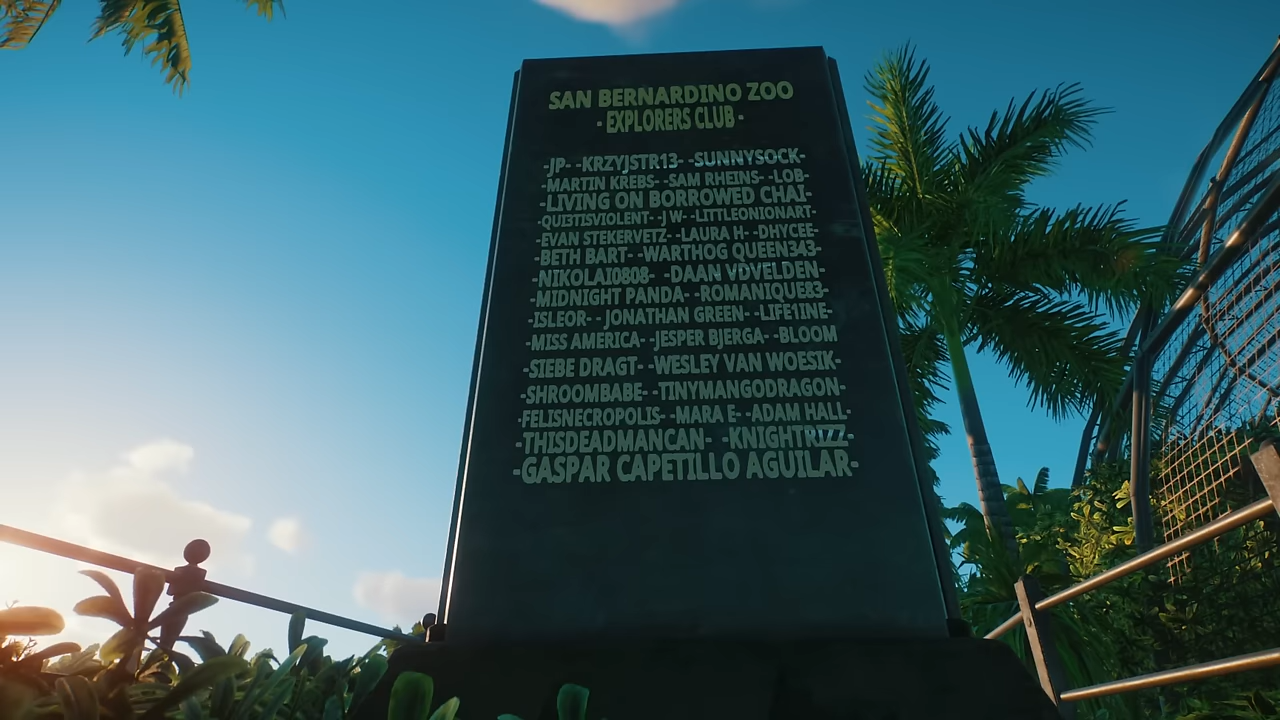 SAN BERNARDINO ZOO
· EXPLORERS CLUB ·
-JP- -KRZYJSTR13- -SUNNYSOCK-
-MARTIN KREBS- -SAM RHEINS- -LOB-
-LIVING ON BORROWED CHAI-
-QUI3TISVIOLENT- -J W- -LITTLEONIONART-
-EVAN STEKERVETZ- -LAURA H- -DHYCEE-
-BETH BART- -WARTHOG QUEEN343-
-NIKOLAI0808- -DAAN VDVELDEN-
-MIDNIGHT PANDA- -ROMANIQUE83-
-ISLEOR- - JONATHAN GREEN- -LIFE1INE-
-MISS AMERICA- -JESPER BJERGA- -BLOOM
-SIEBE DRAGT- -WESLEY VAN WOESIK-
-SHROOMBABE- -TINYMANGODRAGON-
-FELISNECROPOLIS- -MARA E- -ADAM HALL-
-THISDEADMANCAN- -KNIGHTRIZZ-
-GASPAR CAPETILLO AGUILAR-